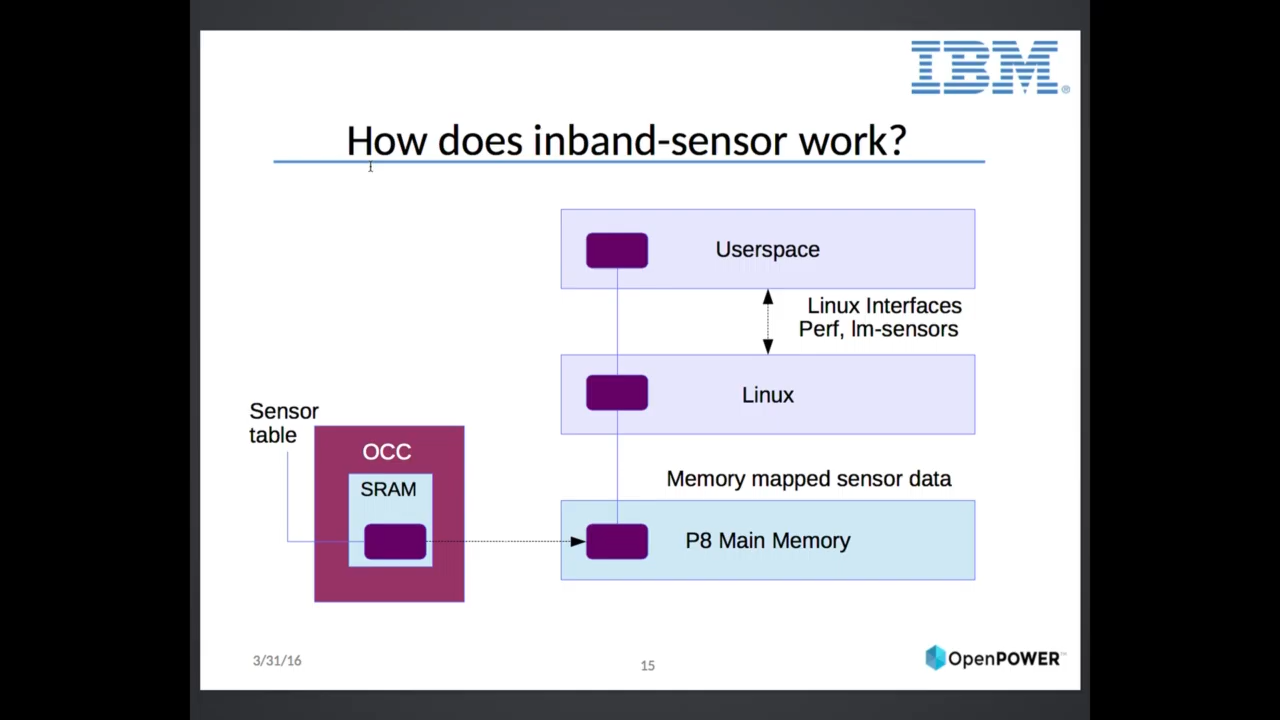 IBM®
How does inband-sensor work?
Userspace
Linux Interfaces
Perf, lm-sensors
Linux
Sensor
table
OCC
SRAM
Memory mapped sensor data
P8 Main Memory
3/31/16
15
OpenPOWER™